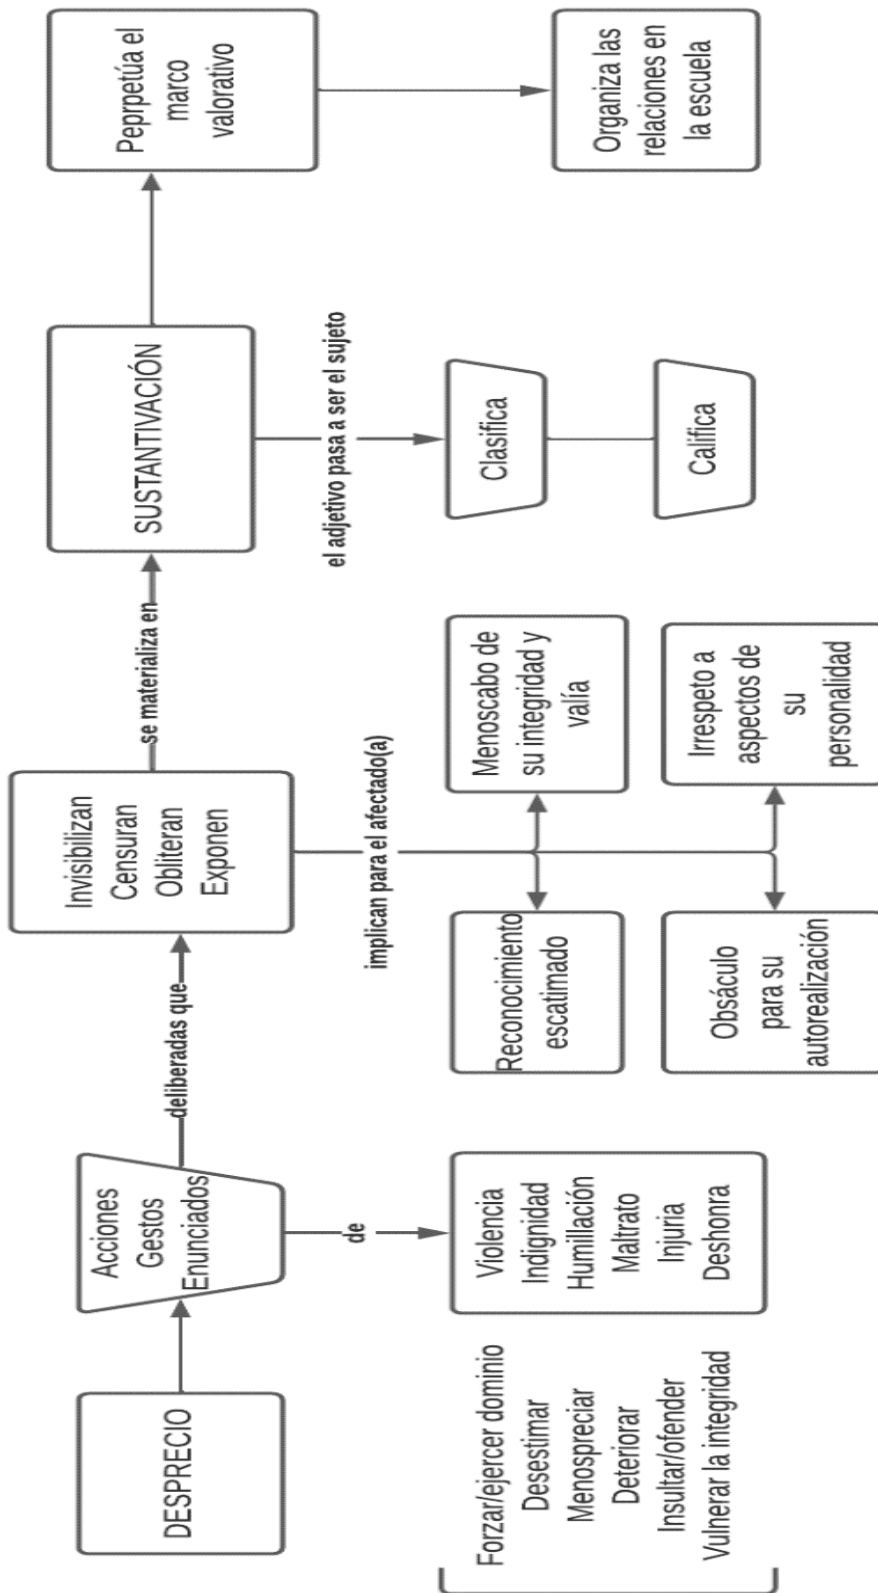 DESPRECIO
Acciones
Gestos
Enunciados
deliberadas que
Invisibilizan
Censuran
Obliteran
Exponen
se materializa en
SUSTANTIVACIÓN
Peprpetúa el
marco
valorativo
de
Forzar/ejercer dominio
Desestimar
Menospreciar
Deteriorar
Insultar/ofender
Vulnerar la integridad
Violencia
Indignidad
Humillación
Maltrato
Injuria
Deshonra
implican para el afectado(a)
Reconocimiento
escatimado
Menoscabo de
su integridad y
valía
Obsáculo
para su
autorealización
Irrespeto a
aspectos de
su
personalidad
el adjetivo pasa a ser el sujeto
Clasifica
Califica
Organiza las
relaciones en
la escuela